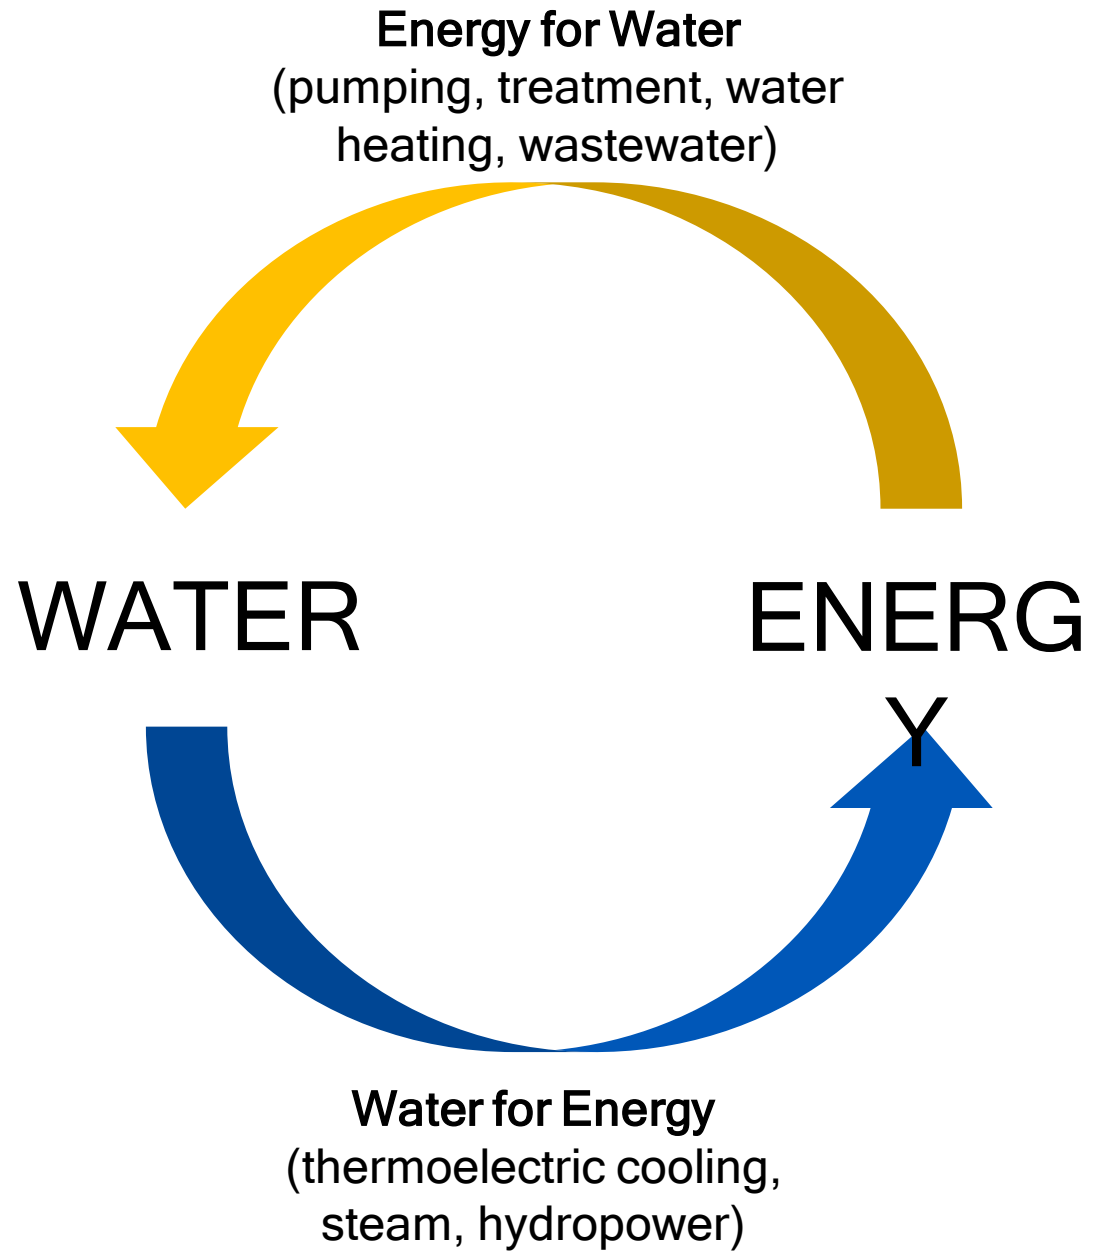 Energy for Water
(pumping, treatment, water
heating, wastewater)
WATER
ENERG
Y
Water for Energy
(thermoelectric cooling,
steam, hydropower)